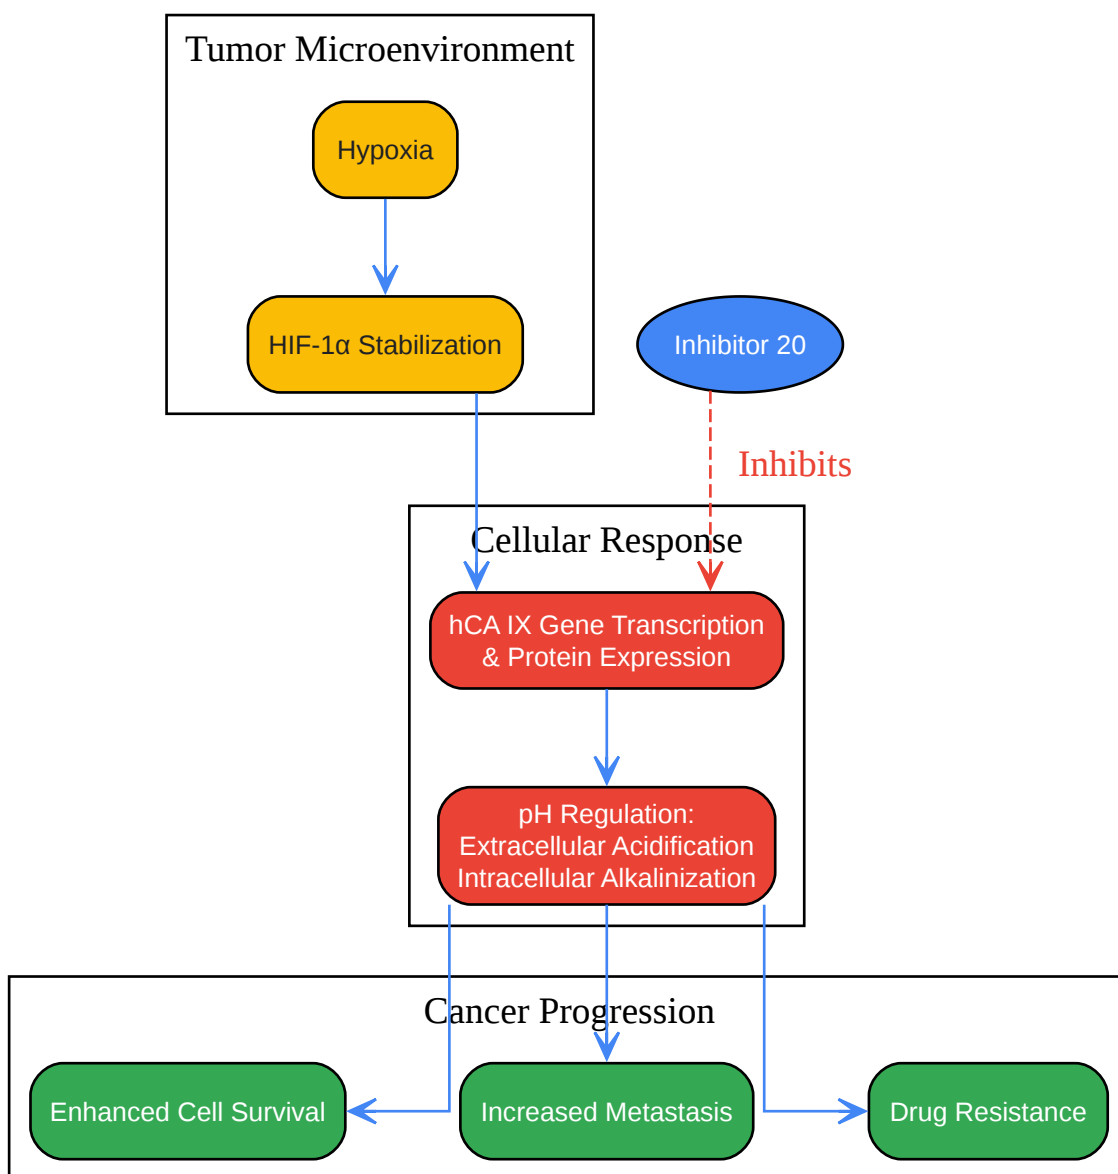 Tumor Microenvironment
Hypoxia
HIF-1α Stabilization
Inhibitor 20
Inhibits
Cellular Response
hCA IX Gene Transcription
& Protein Expression
pH Regulation:
Extracellular Acidification
Intracellular Alkalinization
Cancer Progression
Enhanced Cell Survival
Increased Metastasis
Drug Resistance